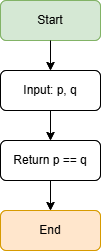 Start
Input: p, q
Return p == q
End